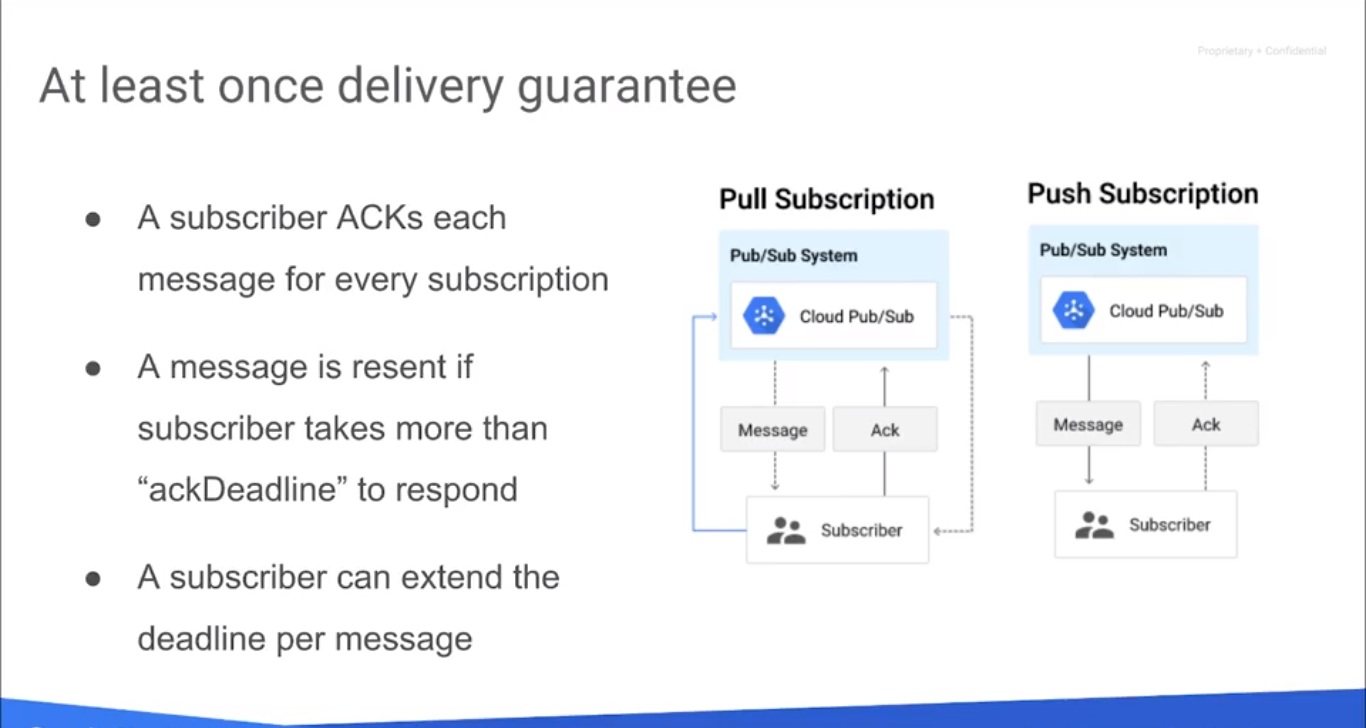 Proprietary + Confidential
At least once delivery guarantee
● A subscriber ACKs each
message for every subscription
● A message is resent if
subscriber takes more than
“ackDeadline” to respond
● A subscriber can extend the
deadline per message
Pull Subscription
Pub/Sub System
Cloud Pub/Sub
Message
Ack
Subscriber
Push Subscription
Pub/Sub System
Cloud Pub/Sub
Message
Ack
Subscriber